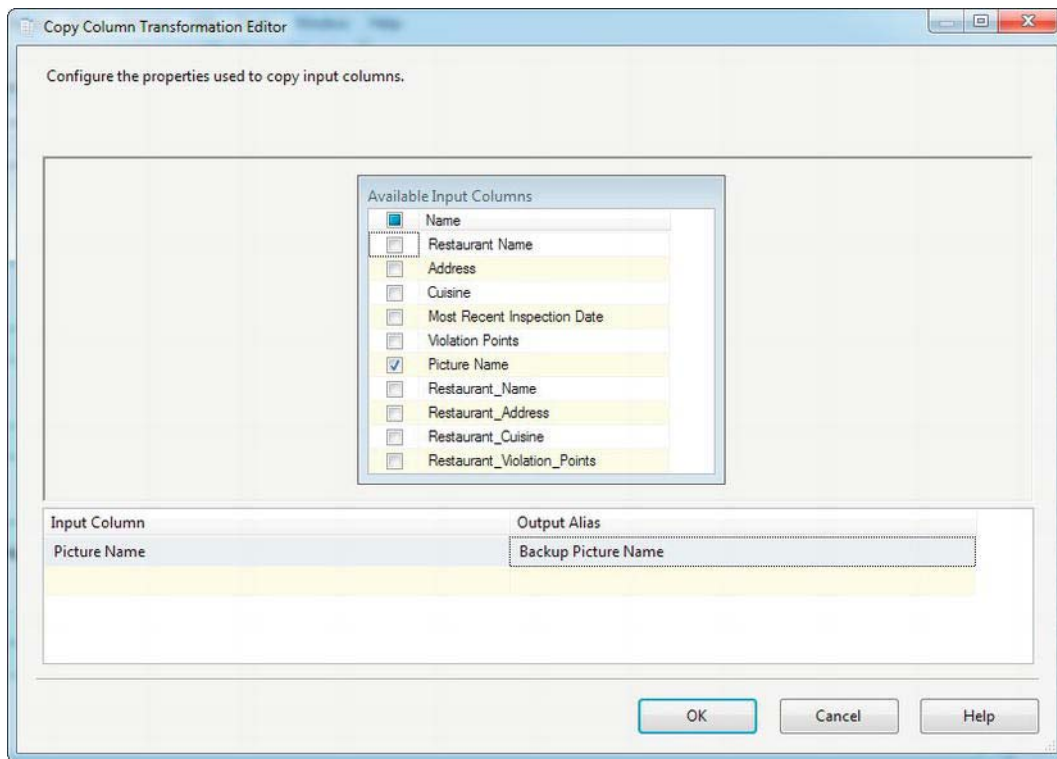 Copy Column Transformation Editor
Configure the properties used to copy input columns.
Available Input Columns
Name
Restaurant Name
Address
Cuisine
Most Recent Inspection Date
Violation Points
Picture Name
Restaurant_Name
Restaurant_Address
Restaurant_Cuisine
Restaurant_Violation_Points
Input Column Output Alias
Picture Name Backup Picture Name
OK Cancel Help